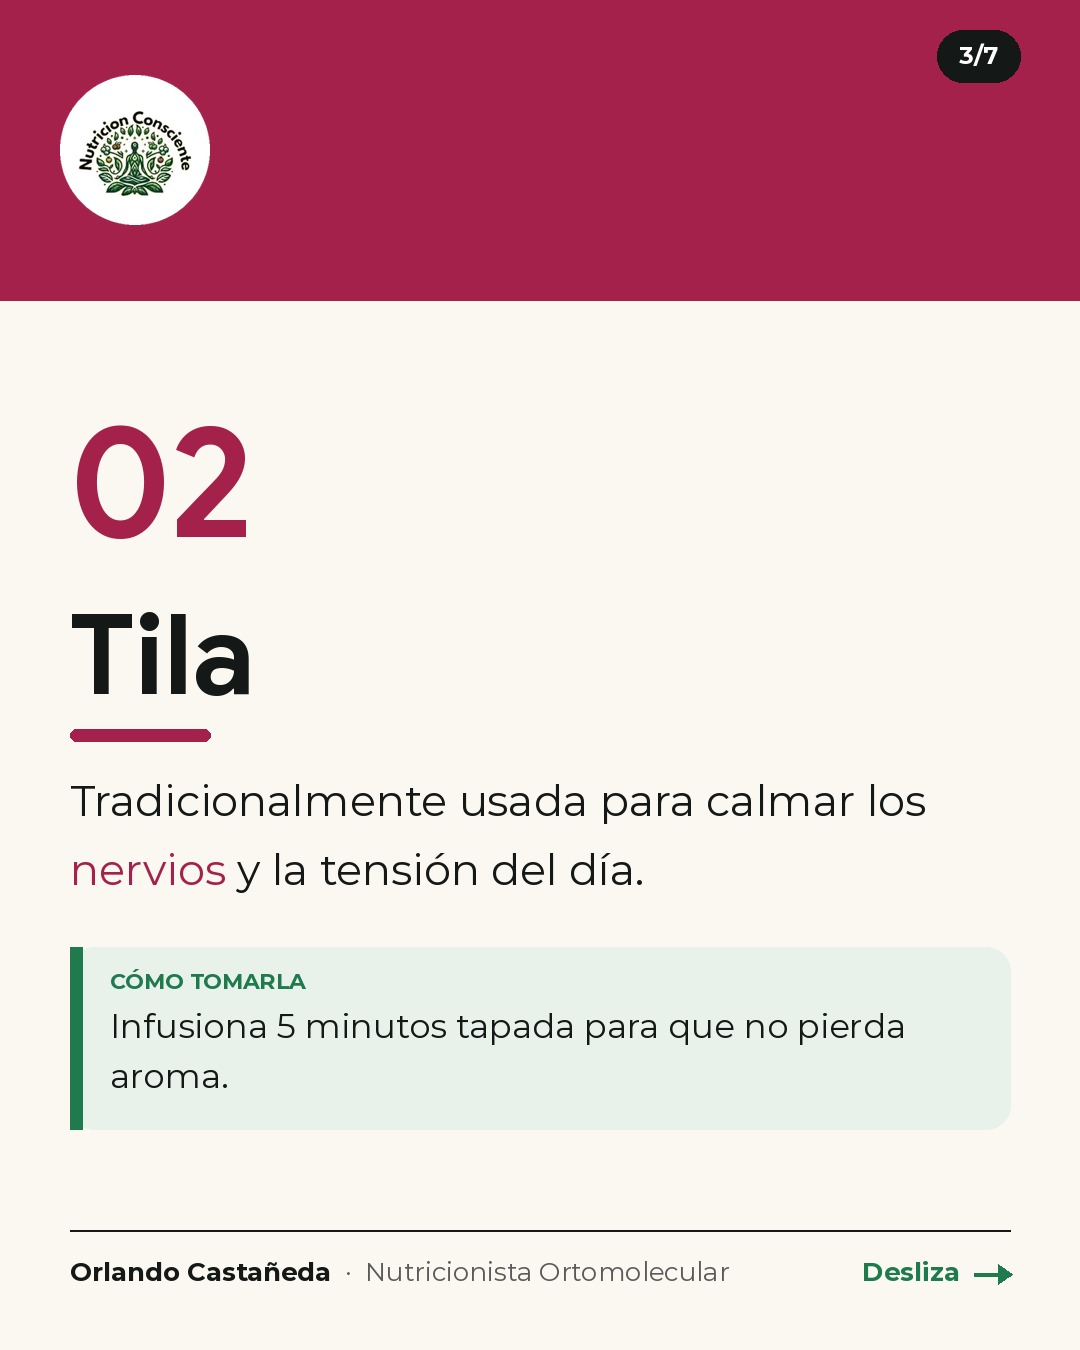 3/7
Nutricion Consciente
02
Tila
Tradicionalmente usada para calmar los
nervios y la tensión del día.
CÓMO TOMARLA
Infusiona 5 minutos tapada para que no pierda
aroma.
Orlando Castañeda · Nutricionista Ortomolecular
Desliza